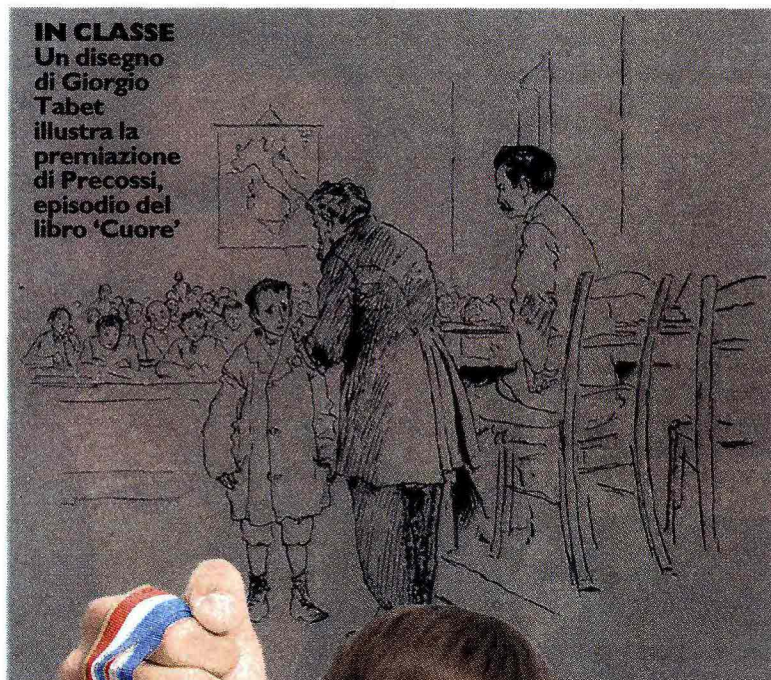 IN CLASSE
Un disegno
di Giorgio
Tabet
illustra la
premiazione
di Precossi,
episodio del
libro ‘Cuore’